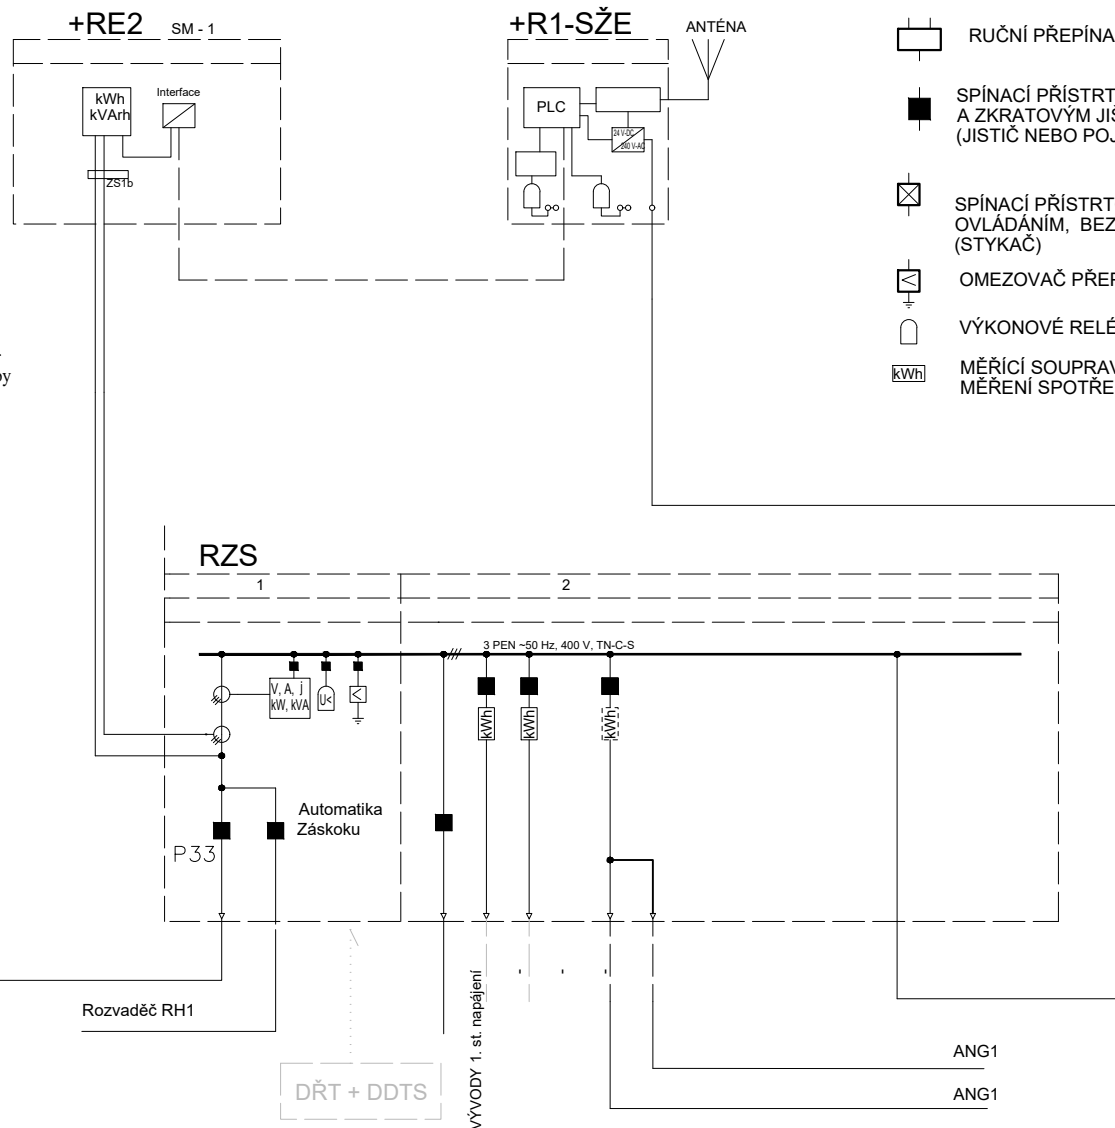 +RE2
SM - 1
kWh
kVArh
Interface
ZS1b
+R1-SŽE
ANTÉNA
PLC
24 V-DC
240 V-AC
RUČNÍ PŘEPÍNA
SPÍNACÍ PŘÍSTRT
A ZKRATOVÝM JIŠ
(JISTIČ NEBO POJ
SPÍNACÍ PŘÍSTRT
OVLÁDÁNÍM, BEZ
(STYKAČ)
OMEZOVAČ PŘEP
VÝKONOVÉ RELÉ
kWh
MĚŘÍCÍ SOUPRAV
MĚŘENÍ SPOTŘE
by
RZS
1
2
3 PEN ~50 Hz, 400 V, TN-C-S
V, A, j
kW, kVA
U<
kWh
kWh
kWh
Automatika
Záskoku
P33
Rozvaděč RH1
DŘT + DDTS
VÝVODY 1. st. napájení
ANG1
ANG1